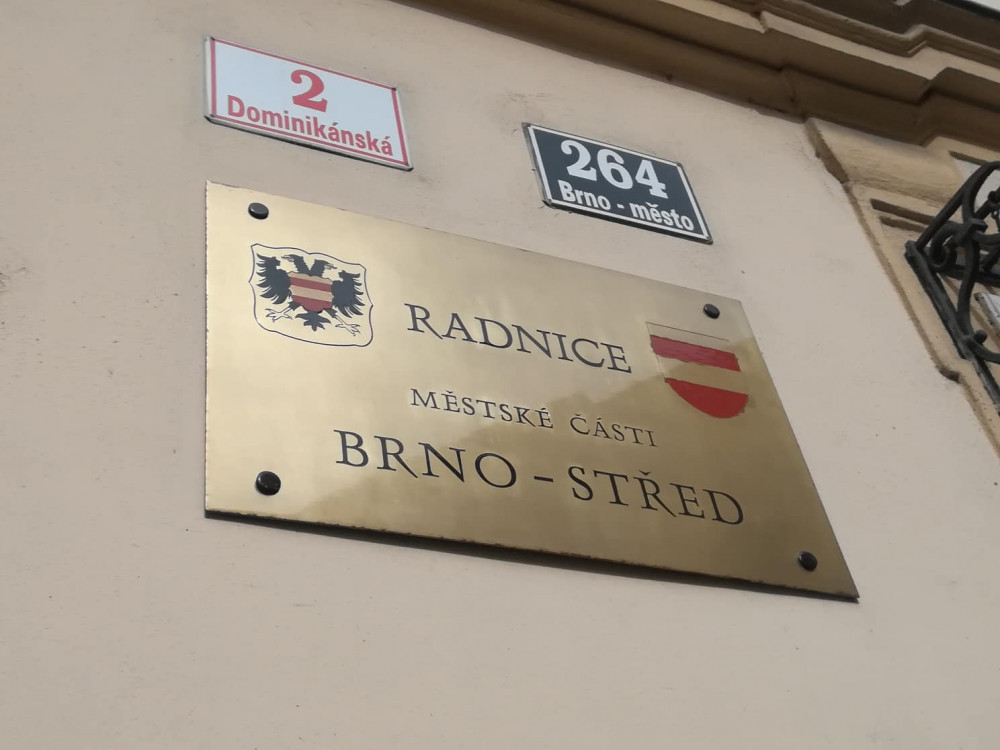 2
Dominikánská
264
Brno - město
RADNICE
MĚSTSKÉ ČÁSTI
BRNO - STŘED